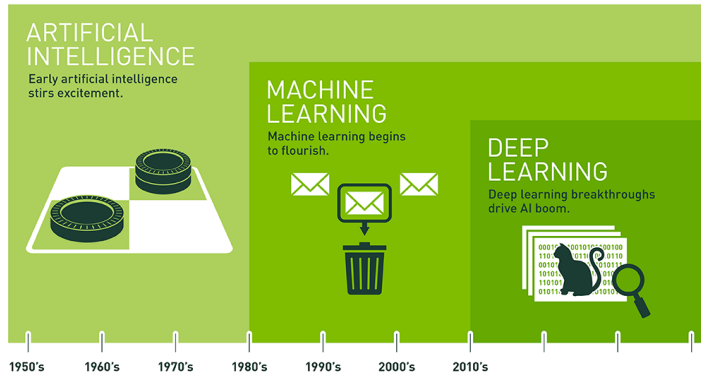 ARTIFICIAL
INTELLIGENCE
Early artificial intelligence
stirs excitement.
MACHINE
LEARNING
Machine learning begins
to flourish.
DEEP
LEARNING
Deep learning breakthroughs
drive AI boom.
1950's
1960's
1970's
1980's
1990's
2000's
2010's